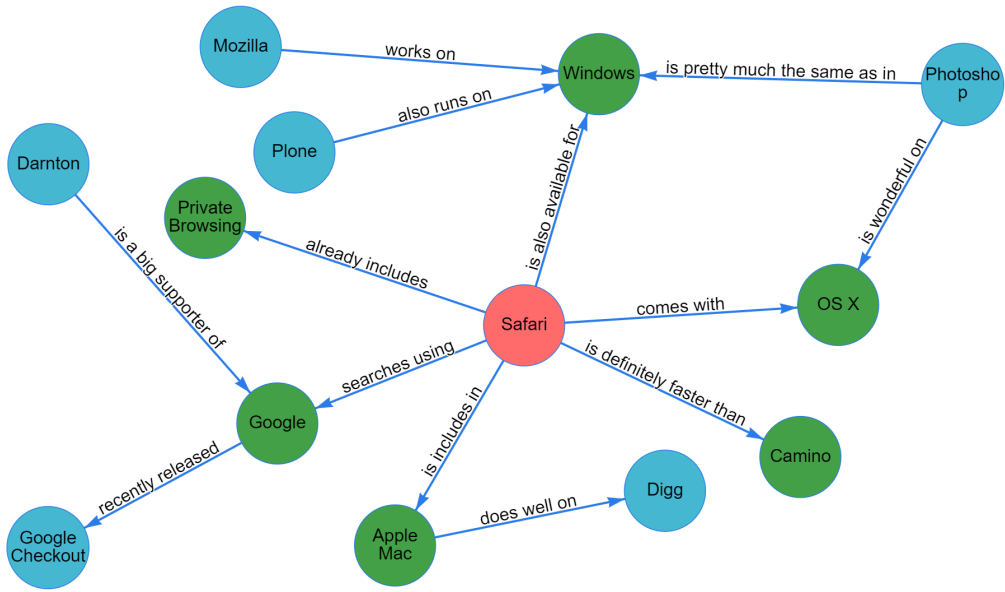 Mozilla
works on
Windows
is pretty much the same as in
Photosho
p
also runs on
Plone
Darnton
is a big supporter of
Private
Browsing
already includes
is also available for
is wonderful on
Safari
comes with
OS X
searches using
is definitely faster than
Google
is includes in
Camino
recently released
Digg
does well on
Apple
Mac
Google
Checkout